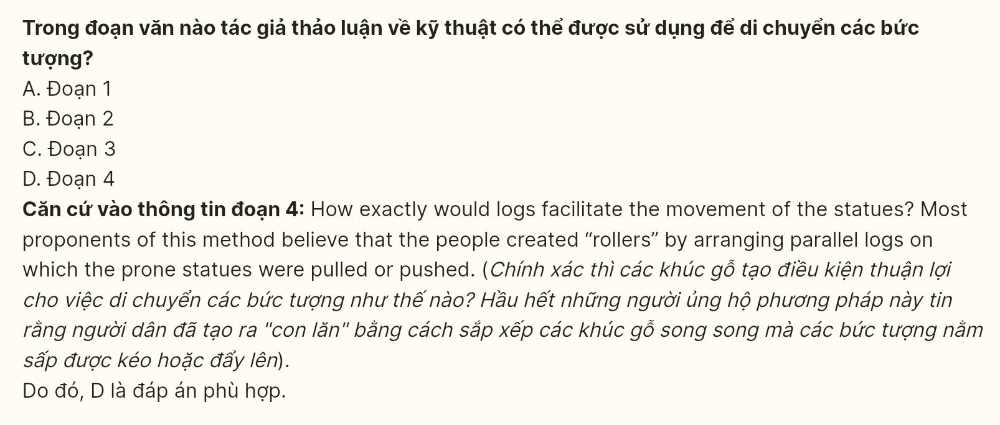 Trong đoạn văn nào tác giả thảo luận về kỹ thuật có thể được sử dụng để di chuyển các bức
tượng?
A. Đoạn 1
B. Đoạn 2
C. Đoạn 3
D. Đoạn 4
Căn cứ vào thông tin đoạn 4: How exactly would logs facilitate the movement of the statues? Most
proponents of this method believe that the people created “rollers” by arranging parallel logs on
which the prone statues were pulled or pushed. (Chính xác thì các khúc gỗ tạo điều kiện thuận lợi
cho việc di chuyển các bức tượng như thế nào? Hầu hết những người ủng hộ phương pháp này tin
rằng người dân đã tạo ra "con lăn" bằng cách sắp xếp các khúc gỗ song song mà các bức tượng nằm
sấp được kéo hoặc đẩy lên).
Do đó, D là đáp án phù hợp.